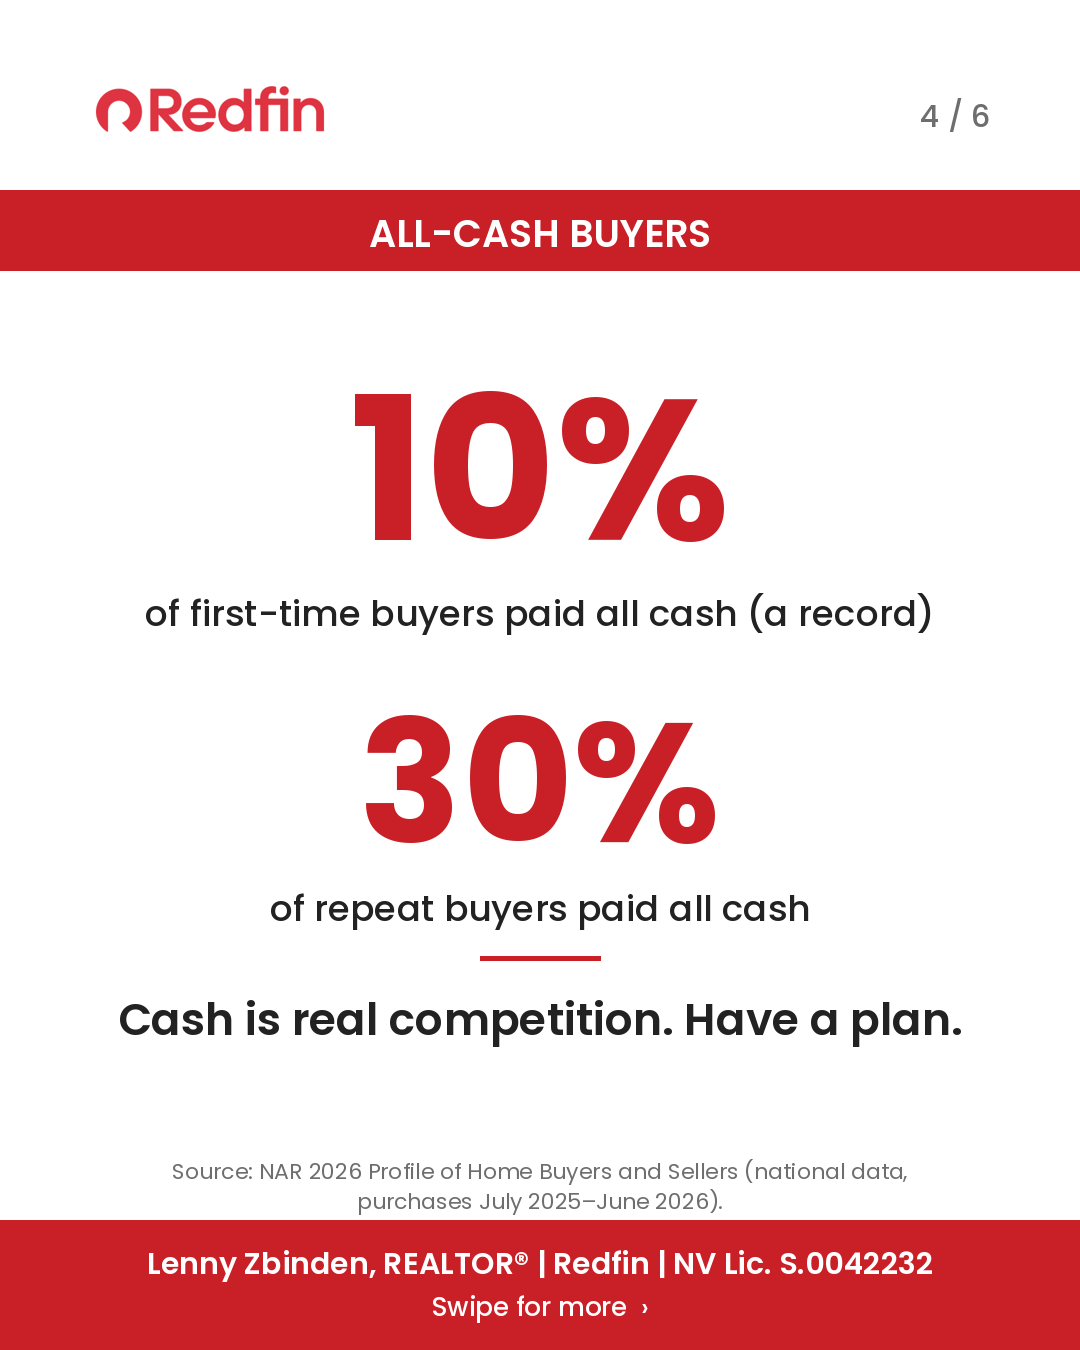 Redfin
4 / 6
ALL-CASH BUYERS
10%
of first-time buyers paid all cash (a record)
30%
of repeat buyers paid all cash
Cash is real competition. Have a plan.
Source: NAR 2026 Profile of Home Buyers and Sellers (national data,
purchases July 2025–June 2026).
Lenny Zbinden, REALTOR® | Redfin | NV Lic. S.0042232
Swipe for more ›